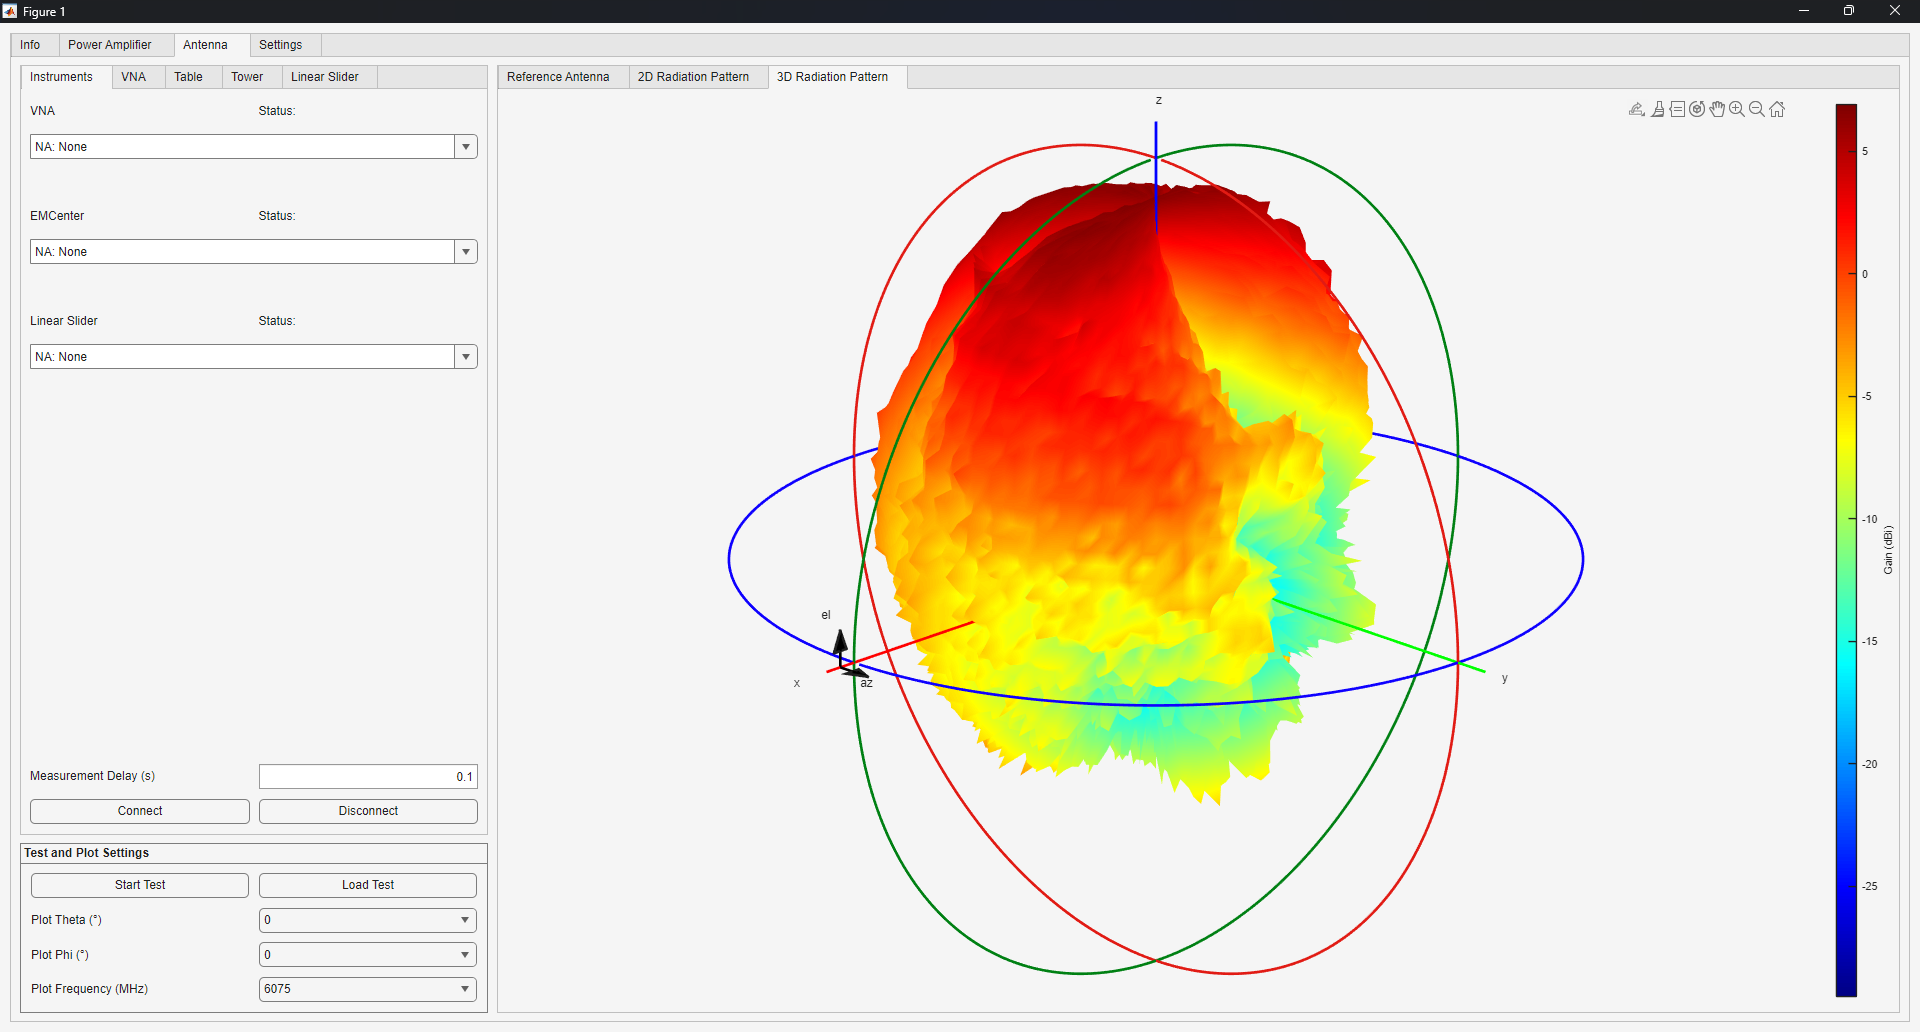 Figure 1
Info Power Amplifier Antenna Settings
Instruments VNA Table Tower Linear Slider
Reference Antenna 2D Radiation Pattern 3D Radiation Pattern
VNA Status:
NA: None
EMCenter Status:
NA: None
Linear Slider Status:
NA: None
Measurement Delay (s) 0.1
Connect Disconnect
Test and Plot Settings
Start Test Load Test
Plot Theta (°) 0
Plot Phi (°) 0
Plot Frequency (MHz) 6075
z
el
x
az
y
5
0
-5
-10
-15
-20
-25
Gain (dBi)